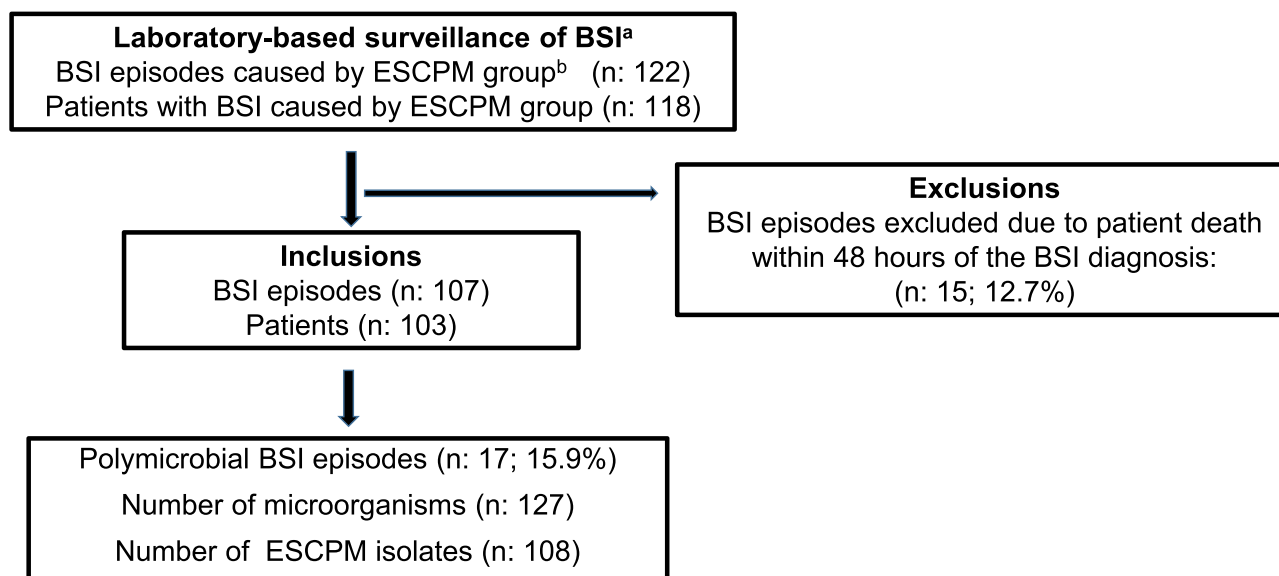 Laboratory-based surveillance of BSIᵃ
BSI episodes caused by ESCPM groupᵇ (n: 122)
Patients with BSI caused by ESCPM group (n: 118)
Exclusions
BSI episodes excluded due to patient death
within 48 hours of the BSI diagnosis:
(n: 15; 12.7%)
Inclusions
BSI episodes (n: 107)
Patients (n: 103)
Polymicrobial BSI episodes (n: 17; 15.9%)
Number of microorganisms (n: 127)
Number of ESCPM isolates (n: 108)